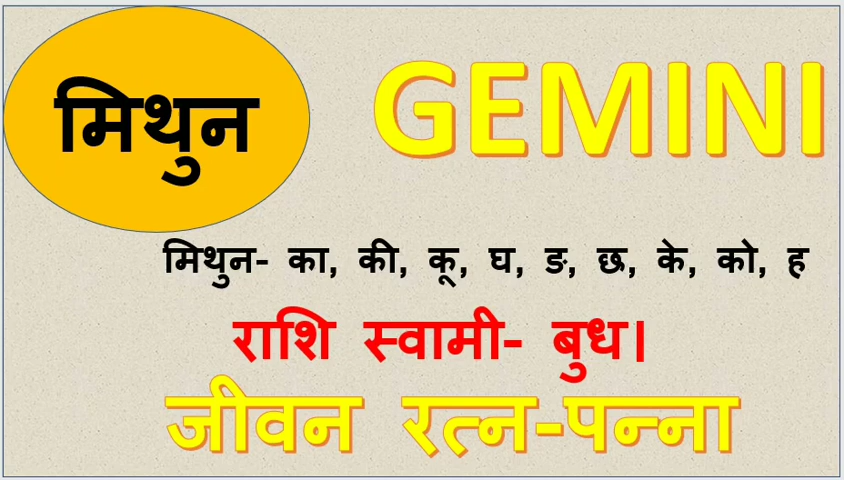 मिथुन
GEMINI
मिथुन- का, की, कू, घ, ङ, छ, के, को, ह
राशि स्वामी- बुध।
जीवन रत्न-पन्ना